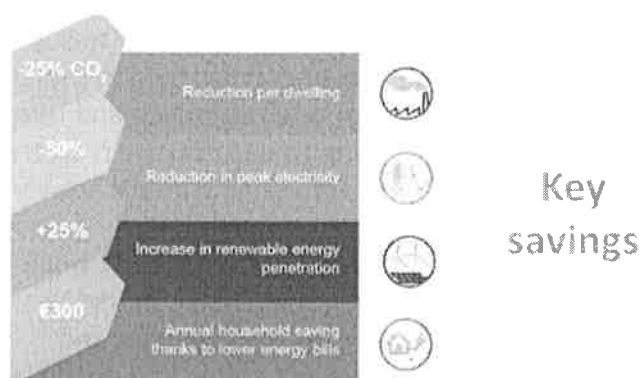 -25% CO₂
Reduction per dwelling
-50%
Reduction in peak electricity
+25%
Increase in renewable energy
penetration
€300
Annual household saving
thanks to lower energy bills
Key
savings